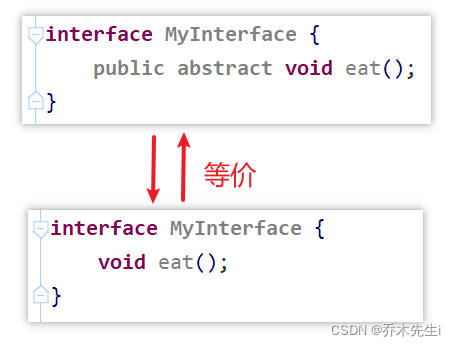 interface MyInterface {
public abstract void eat();
}
等价
interface MyInterface {
void eat();
}
CSDN @乔木先生i